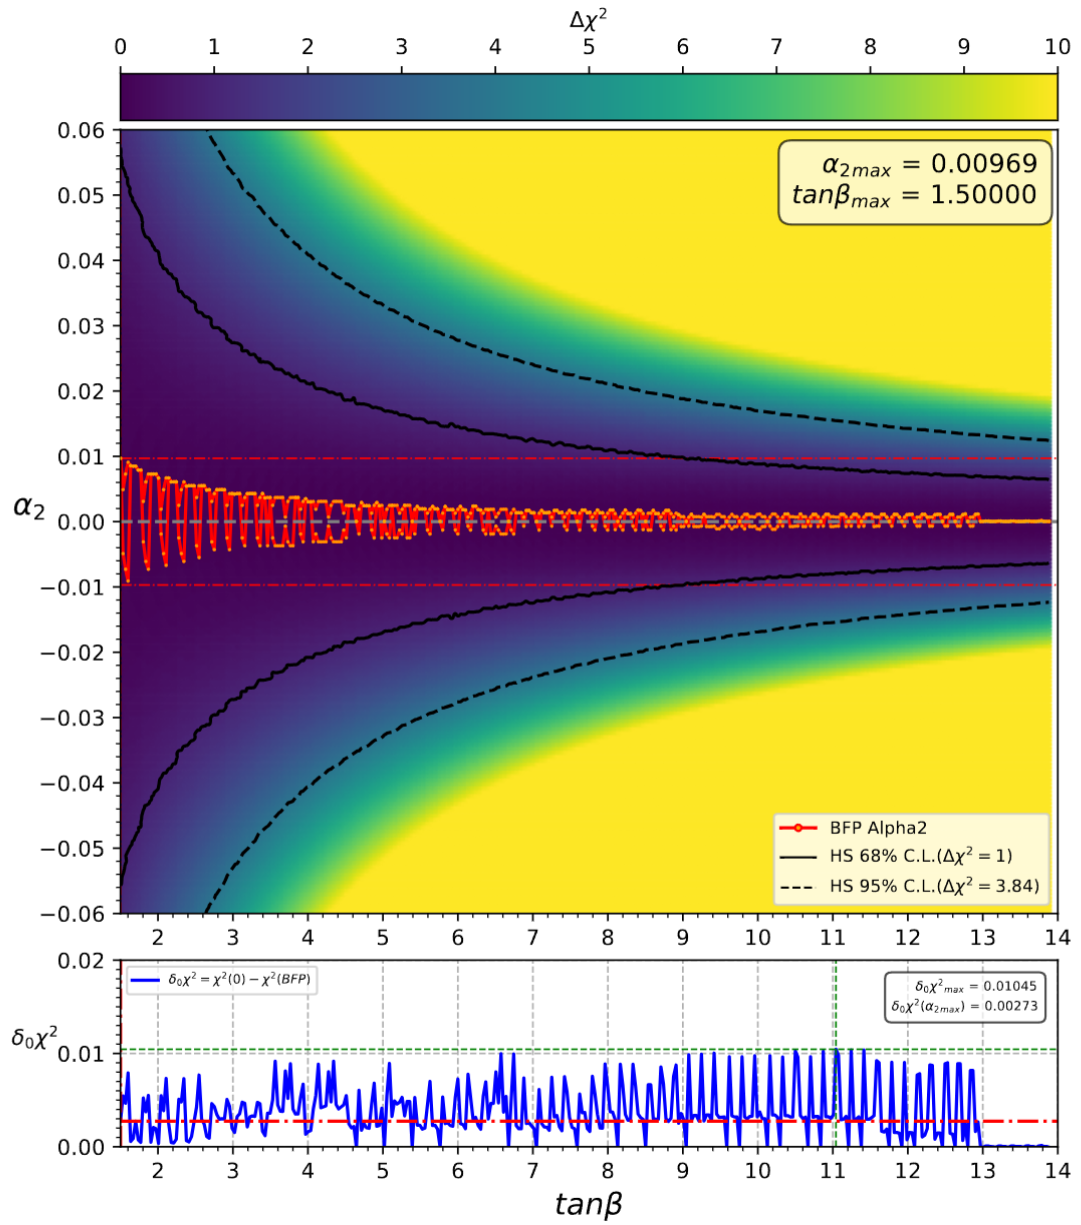 Δχ²
0 1 2 3 4 5 6 7 8 9 10
α₂ₘₐₓ = 0.00969
tanβₘₐₓ = 1.50000
0.06
0.05
0.04
0.03
0.02
0.01
0.00
−0.01
−0.02
−0.03
−0.04
−0.05
−0.06
α₂
BFP Alpha2
HS 68% C.L.(Δχ² = 1)
HS 95% C.L.(Δχ² = 3.84)
2 3 4 5 6 7 8 9 10 11 12 13 14
0.02
0.01
0.00
δ₀χ²
δ₀χ² = χ²(0) − χ²(BFP)
δ₀χ²ₘₐₓ = 0.01045
δ₀χ²(α₂ₘₐₓ) = 0.00273
2 3 4 5 6 7 8 9 10 11 12 13 14
tanβ